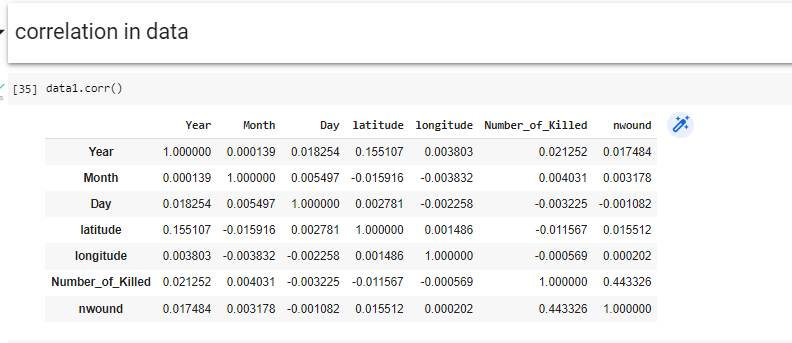 correlation in data
[35] data1.corr()
Year Month Day latitude longitude Number_of_Killed nwound
Year 1.000000 0.000139 0.018254 0.155107 0.003803 0.021252 0.017484
Month 0.000139 1.000000 0.005497 -0.015916 -0.003832 0.004031 0.003178
Day 0.018254 0.005497 1.000000 0.002781 -0.002258 -0.003225 -0.001082
latitude 0.155107 -0.015916 0.002781 1.000000 0.001486 -0.011567 0.015512
longitude 0.003803 -0.003832 -0.002258 0.001486 1.000000 -0.000569 0.000202
Number_of_Killed 0.021252 0.004031 -0.003225 -0.011567 -0.000569 1.000000 0.443326
nwound 0.017484 0.003178 -0.001082 0.015512 0.000202 0.443326 1.000000